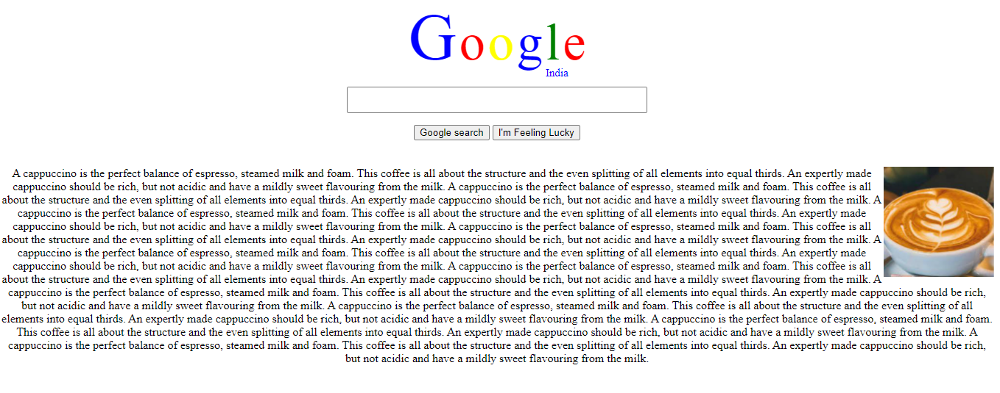 Google
India
Google search I'm Feeling Lucky
A cappuccino is the perfect balance of espresso, steamed milk and foam. This coffee is all about the structure and the even splitting of all elements into equal thirds. An expertly made
cappuccino should be rich, but not acidic and have a mildly sweet flavouring from the milk. A cappuccino is the perfect balance of espresso, steamed milk and foam. This coffee is all
about the structure and the even splitting of all elements into equal thirds. An expertly made cappuccino should be rich, but not acidic and have a mildly sweet flavouring from the milk. A
cappuccino is the perfect balance of espresso, steamed milk and foam. This coffee is all about the structure and the even splitting of all elements into equal thirds. An expertly made
cappuccino should be rich, but not acidic and have a mildly sweet flavouring from the milk. A cappuccino is the perfect balance of espresso, steamed milk and foam. This coffee is all
about the structure and the even splitting of all elements into equal thirds. An expertly made cappuccino should be rich, but not acidic and have a mildly sweet flavouring from the milk. A
cappuccino is the perfect balance of espresso, steamed milk and foam. This coffee is all about the structure and the even splitting of all elements into equal thirds. An expertly made
cappuccino should be rich, but not acidic and have a mildly sweet flavouring from the milk. A cappuccino is the perfect balance of espresso, steamed milk and foam. This coffee is all
about the structure and the even splitting of all elements into equal thirds. An expertly made cappuccino should be rich, but not acidic and have a mildly sweet flavouring from the milk. A
cappuccino is the perfect balance of espresso, steamed milk and foam. This coffee is all about the structure and the even splitting of all elements into equal thirds. An expertly made cappuccino should be rich,
but not acidic and have a mildly sweet flavouring from the milk. A cappuccino is the perfect balance of espresso, steamed milk and foam. This coffee is all about the structure and the even splitting of all
elements into equal thirds. An expertly made cappuccino should be rich, but not acidic and have a mildly sweet flavouring from the milk. A cappuccino is the perfect balance of espresso, steamed milk and foam.
This coffee is all about the structure and the even splitting of all elements into equal thirds. An expertly made cappuccino should be rich, but not acidic and have a mildly sweet flavouring from the milk. A
cappuccino is the perfect balance of espresso, steamed milk and foam. This coffee is all about the structure and the even splitting of all elements into equal thirds. An expertly made cappuccino should be rich,
but not acidic and have a mildly sweet flavouring from the milk.